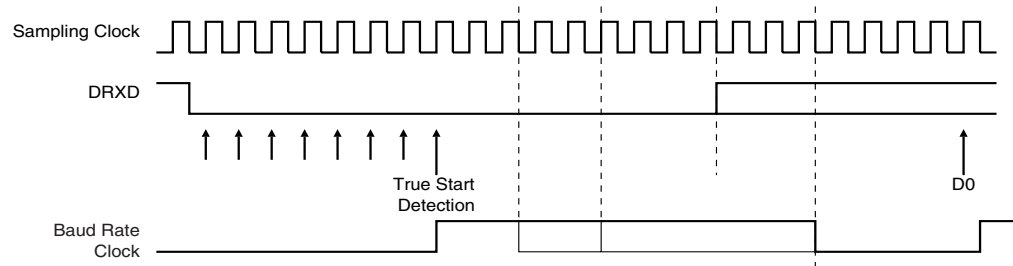 Sampling Clock
DRXD
True Start
Detection
D0
Baud Rate
Clock